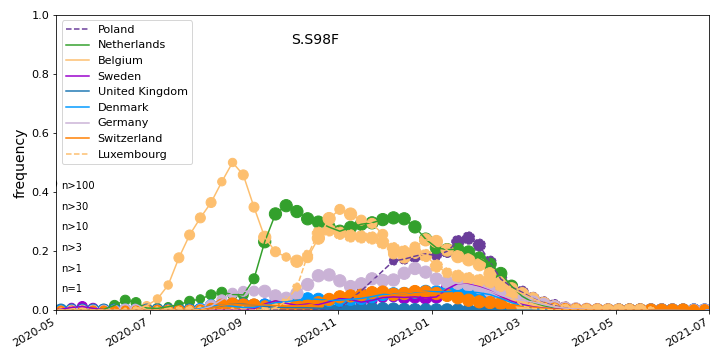 S.S98F
Poland
Netherlands
Belgium
Sweden
United Kingdom
Denmark
Germany
Switzerland
Luxembourg
n>100
n>30
n>10
n>3
n>1
n=1
frequency
1.0
0.8
0.6
0.4
0.2
0.0
2020-05
2020-07
2020-09
2020-11
2021-01
2021-03
2021-05
2021-07